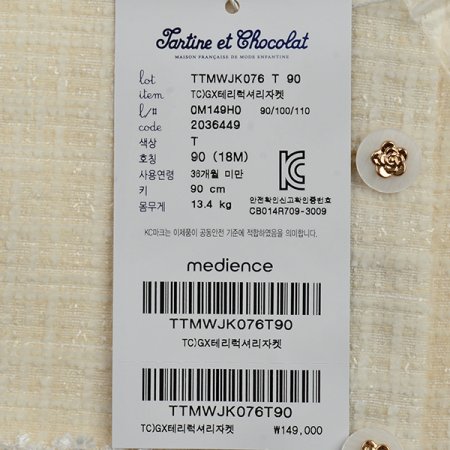 Tartine et Chocolat
MAISON FRANÇAISE DE MODE ENFANTINE
lot TTMWJK076 T 90
item TC)GX테리럭셔리자켓
l/# 0M149H0 90/100/110
code 2036449
색상 T
호칭 90 (18M)
사용연령 36개월 미만
키 90 cm
몸무게 13.4 kg
안전확인신고확인증번호
CB014R709-3009
KC마크는 이제품이 공동안전 기준에 적합하였음을 의미합니다.
medience
TTMWJK076T90
TC)GX테리럭셔리자켓
TTMWJK076T90
TC)GX테리럭셔리자켓 ₩149,000